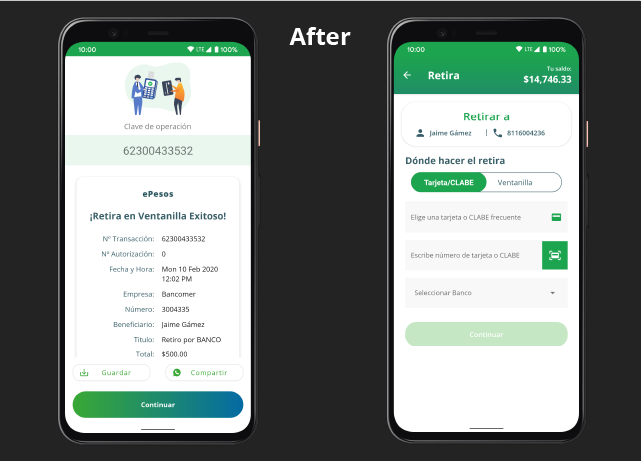 After
10:00 LTE 100%
Clave de operación
62300433532
ePesos
¡Retira en Ventanilla Exitoso!
Nº Transacción: 62300433532
Nº Autorización: 0
Fecha y Hora: Mon 10 Feb 2020
12:02 PM
Empresa: Bancomer
Número: 3004335
Beneficiario: Jaime Gámez
Titulo: Retiro por BANCO
Total: $500.00
Guardar Compartir
Continuar
10:00 LTE 100%
Tu saldo:
Retira $14,746.33
Retirar a
Jaime Gámez | 8116004236
Dónde hacer el retira
Tarjeta/CLABE Ventanilla
Elige una tarjeta o CLABE frecuente
Escribe número de tarjeta o CLABE
Seleccionar Banco
Continuar